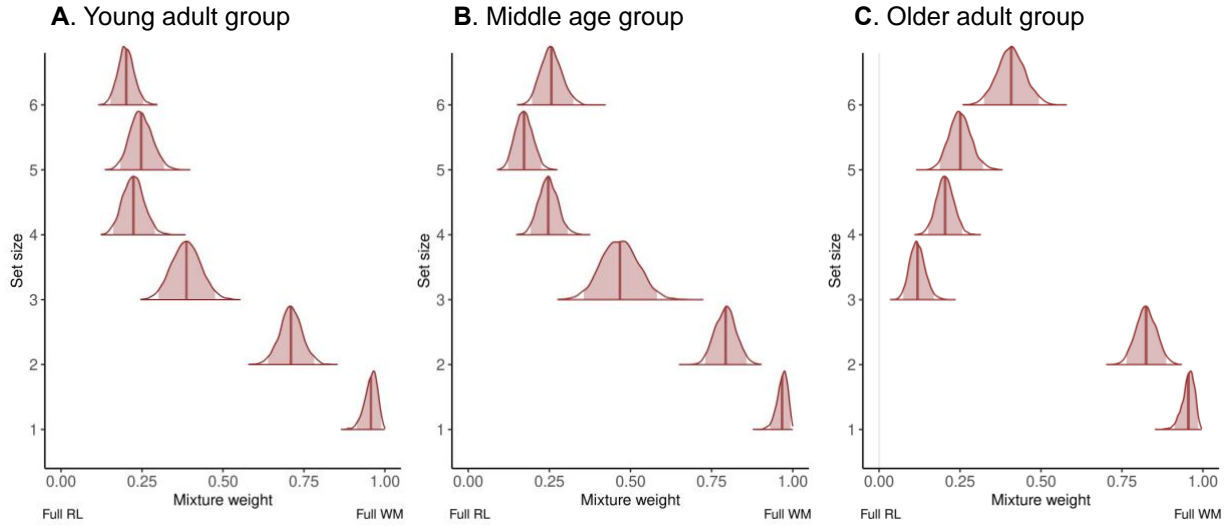 A. Young adult group
Set size
6
5
4
3
2
1
0.00 0.25 0.50 0.75 1.00
Mixture weight
Full RL Full WM
B. Middle age group
Set size
6
5
4
3
2
1
0.00 0.25 0.50 0.75 1.00
Mixture weight
Full RL Full WM
C. Older adult group
Set size
6
5
4
3
2
1
0.00 0.25 0.50 0.75 1.00
Mixture weight
Full RL Full WM